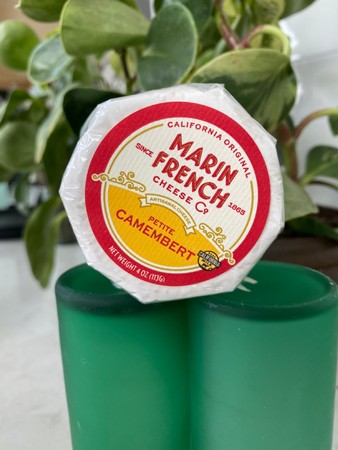 CALIFORNIA ORIGINAL
MARIN
FRENCH
CHEESE Cº
SINCE 1865
ARTISANAL CHEESE
PETITE
CAMEMBERT
NET WEIGHT 4 OZ (113G)